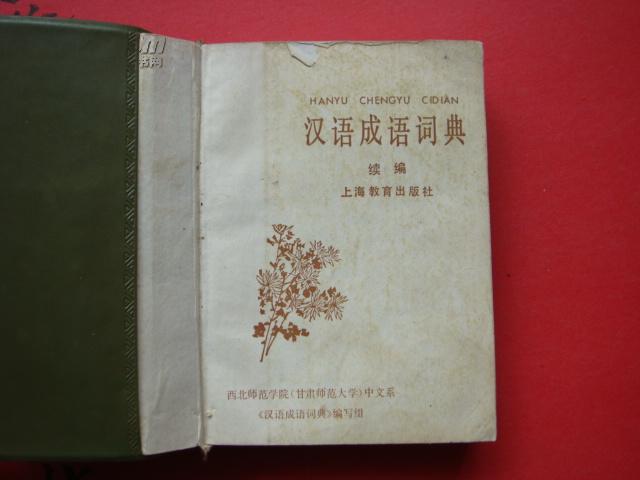 书网
HANYU CHENGYU CIDIAN
汉语成语词典
续编
上海教育出版社
西北师范学院(甘肃师范大学)中文系
《汉语成语词典》编写组